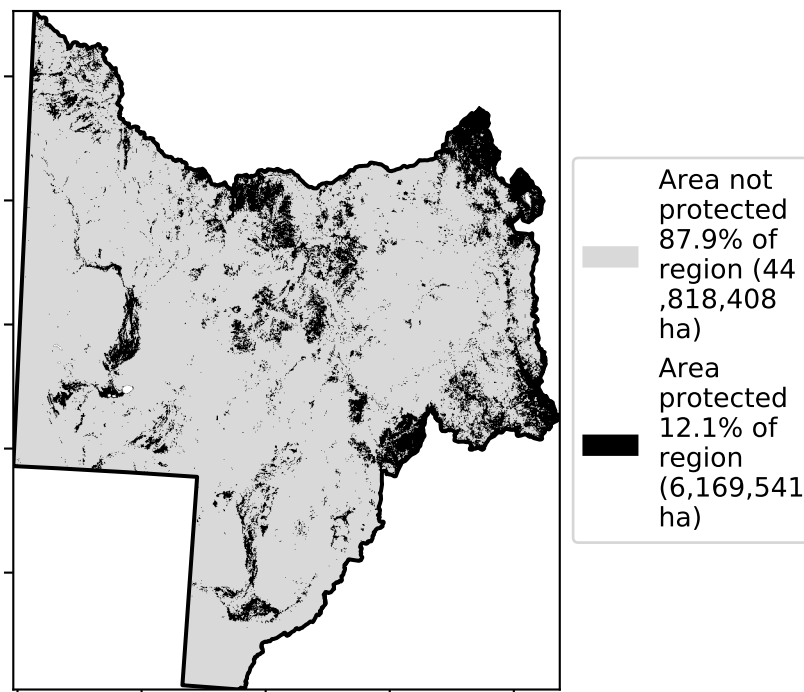 Area not
protected
87.9% of
region (44
,818,408
ha)
Area
protected
12.1% of
region
(6,169,541
ha)